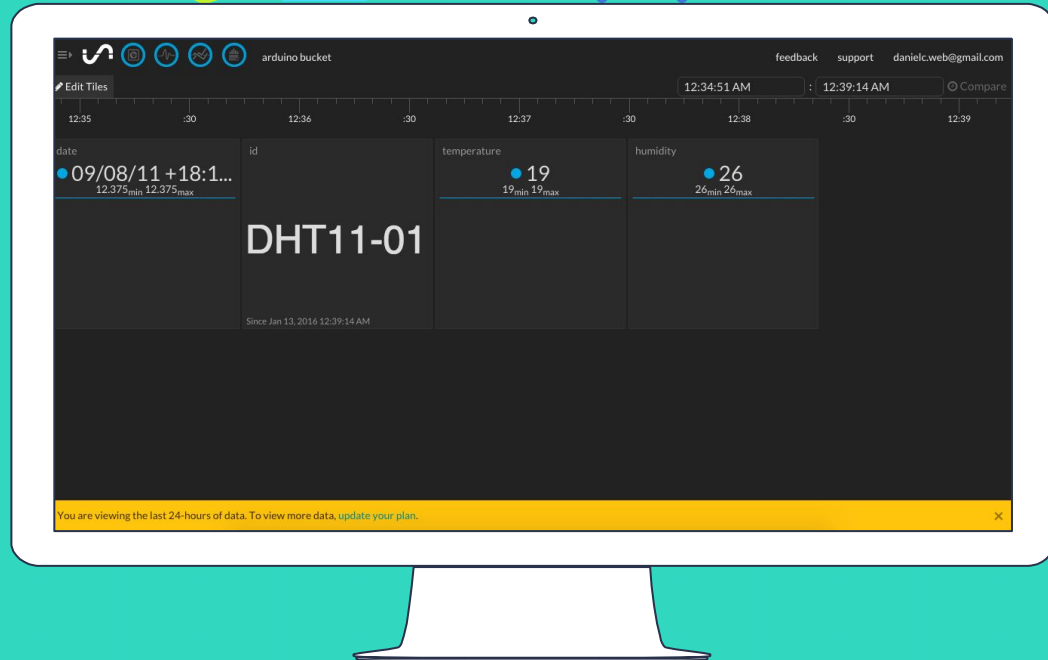 arduino bucket
feedback support danielc.web@gmail.com
Edit Tiles
12:34:51 AM : 12:39:14 AM Compare
12:35 :30 12:36 :30 12:37 :30 12:38 :30 12:39
date id temperature humidity
09/08/11 +18:1... 19 26
12.375min 12.375max 19min 19max 26min 26max
DHT11-01
Since Jan 13, 2016 12:39:14 AM
You are viewing the last 24-hours of data. To view more data, update your plan.